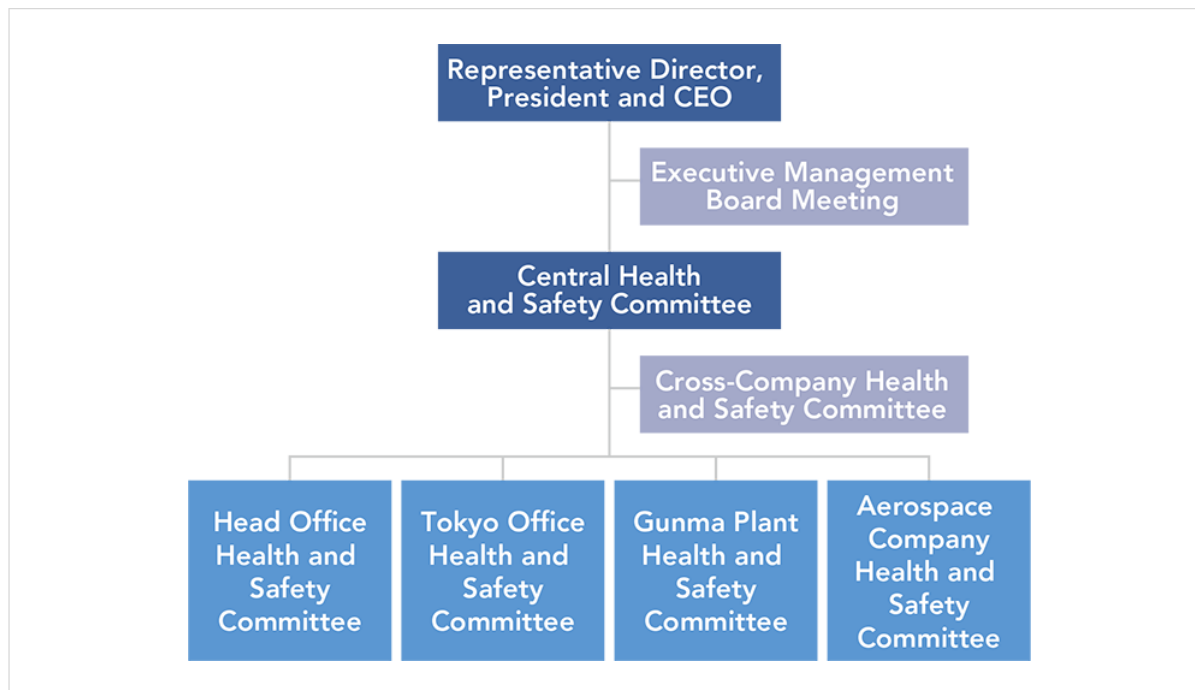 Representative Director,
President and CEO
Executive Management
Board Meeting
Central Health
and Safety Committee
Cross-Company Health
and Safety Committee
Head Office
Health and
Safety
Committee
Tokyo Office
Health and
Safety
Committee
Gunma Plant
Health and
Safety
Committee
Aerospace
Company
Health and
Safety
Committee